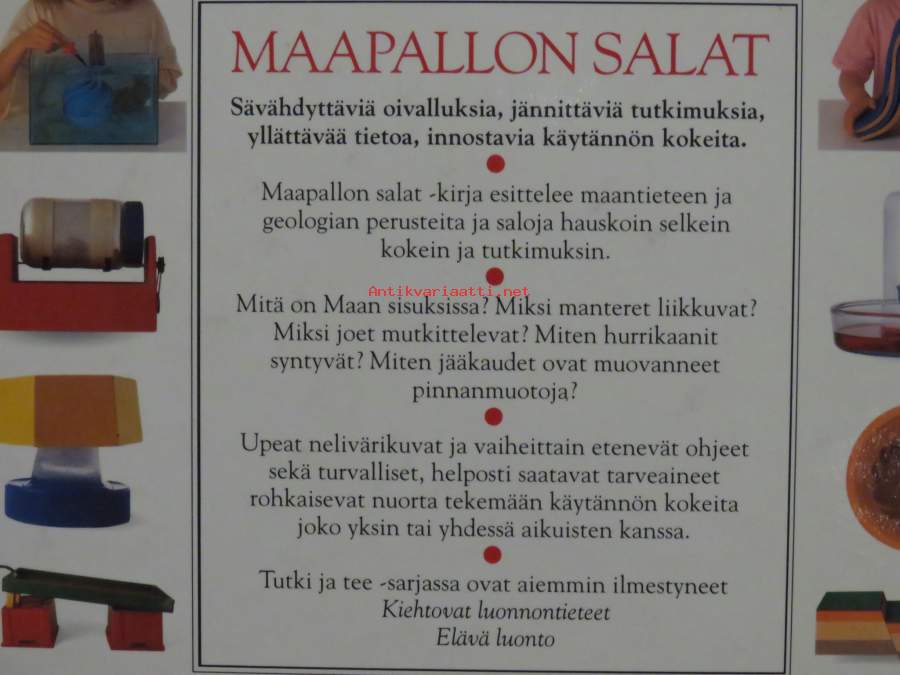 MAAPALLON SALAT
Sävähdyttäviä oivalluksia, jännittäviä tutkimuksia,
yllättävää tietoa, innostavia käytännön kokeita.
Maapallon salat -kirja esittelee maantieteen ja
geologian perusteita ja saloja hauskoin selkein
kokein ja tutkimuksin.
Antikvariaatti.net
Mitä on Maan sisuksissa? Miksi manteret liikkuvat?
Miksi joet mutkittelevat? Miten hurrikaanit
syntyvät? Miten jääkaudet ovat muovanneet
pinnanmuotoja?
Upeat nelivärikuvat ja vaiheittain etenevät ohjeet
sekä turvalliset, helposti saatavat tarveaineet
rohkaisevat nuorta tekemään käytännön kokeita
joko yksin tai yhdessä aikuisten kanssa.
Tutki ja tee -sarjassa ovat aiemmin ilmestyneet
Kiehtovat luonnontieteet
Elävä luonto